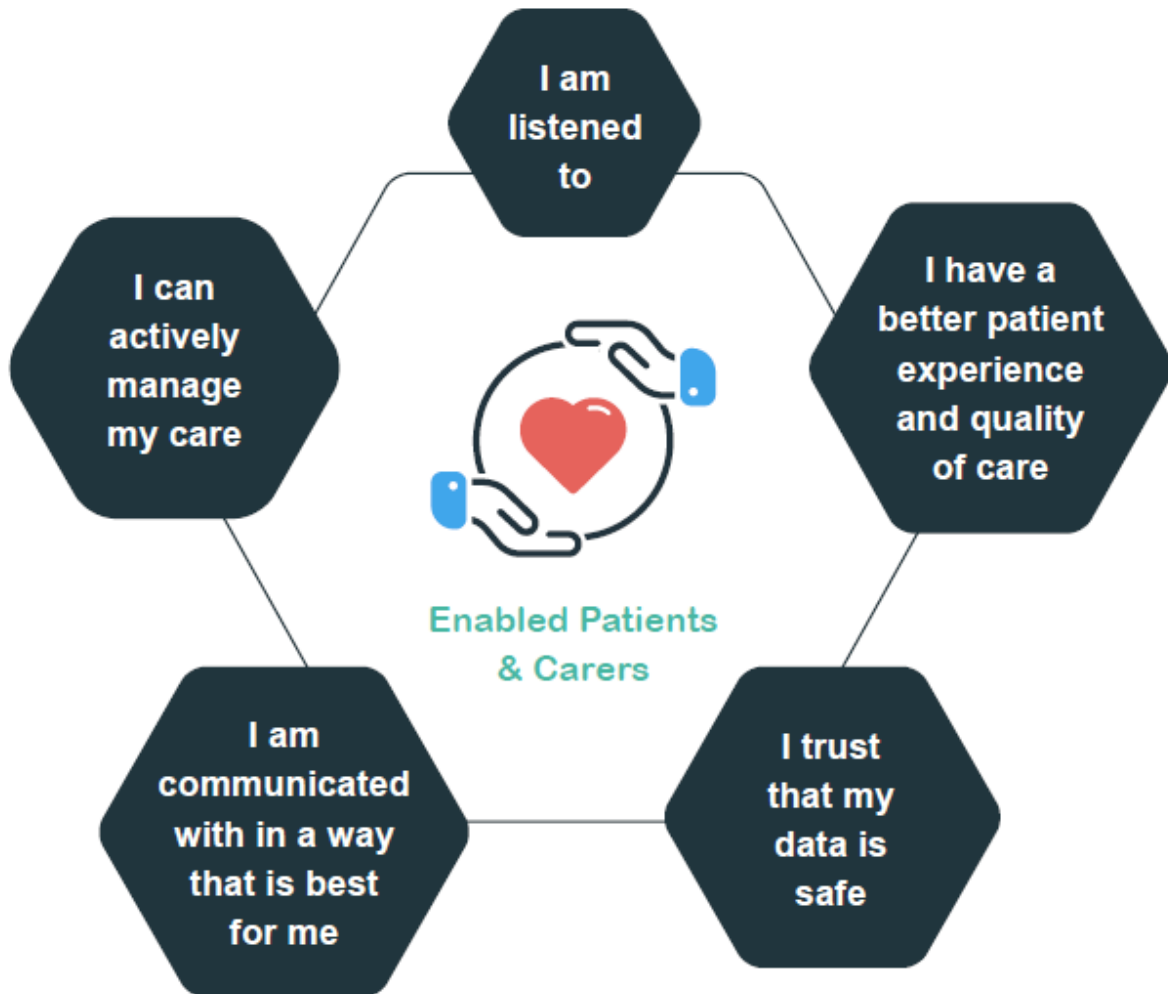 I am
listened
to
I have a
better patient
experience
and quality
of care
I trust
that my
data is
safe
I am
communicated
with in a way
that is best
for me
I can
actively
manage
my care
Enabled Patients
& Carers